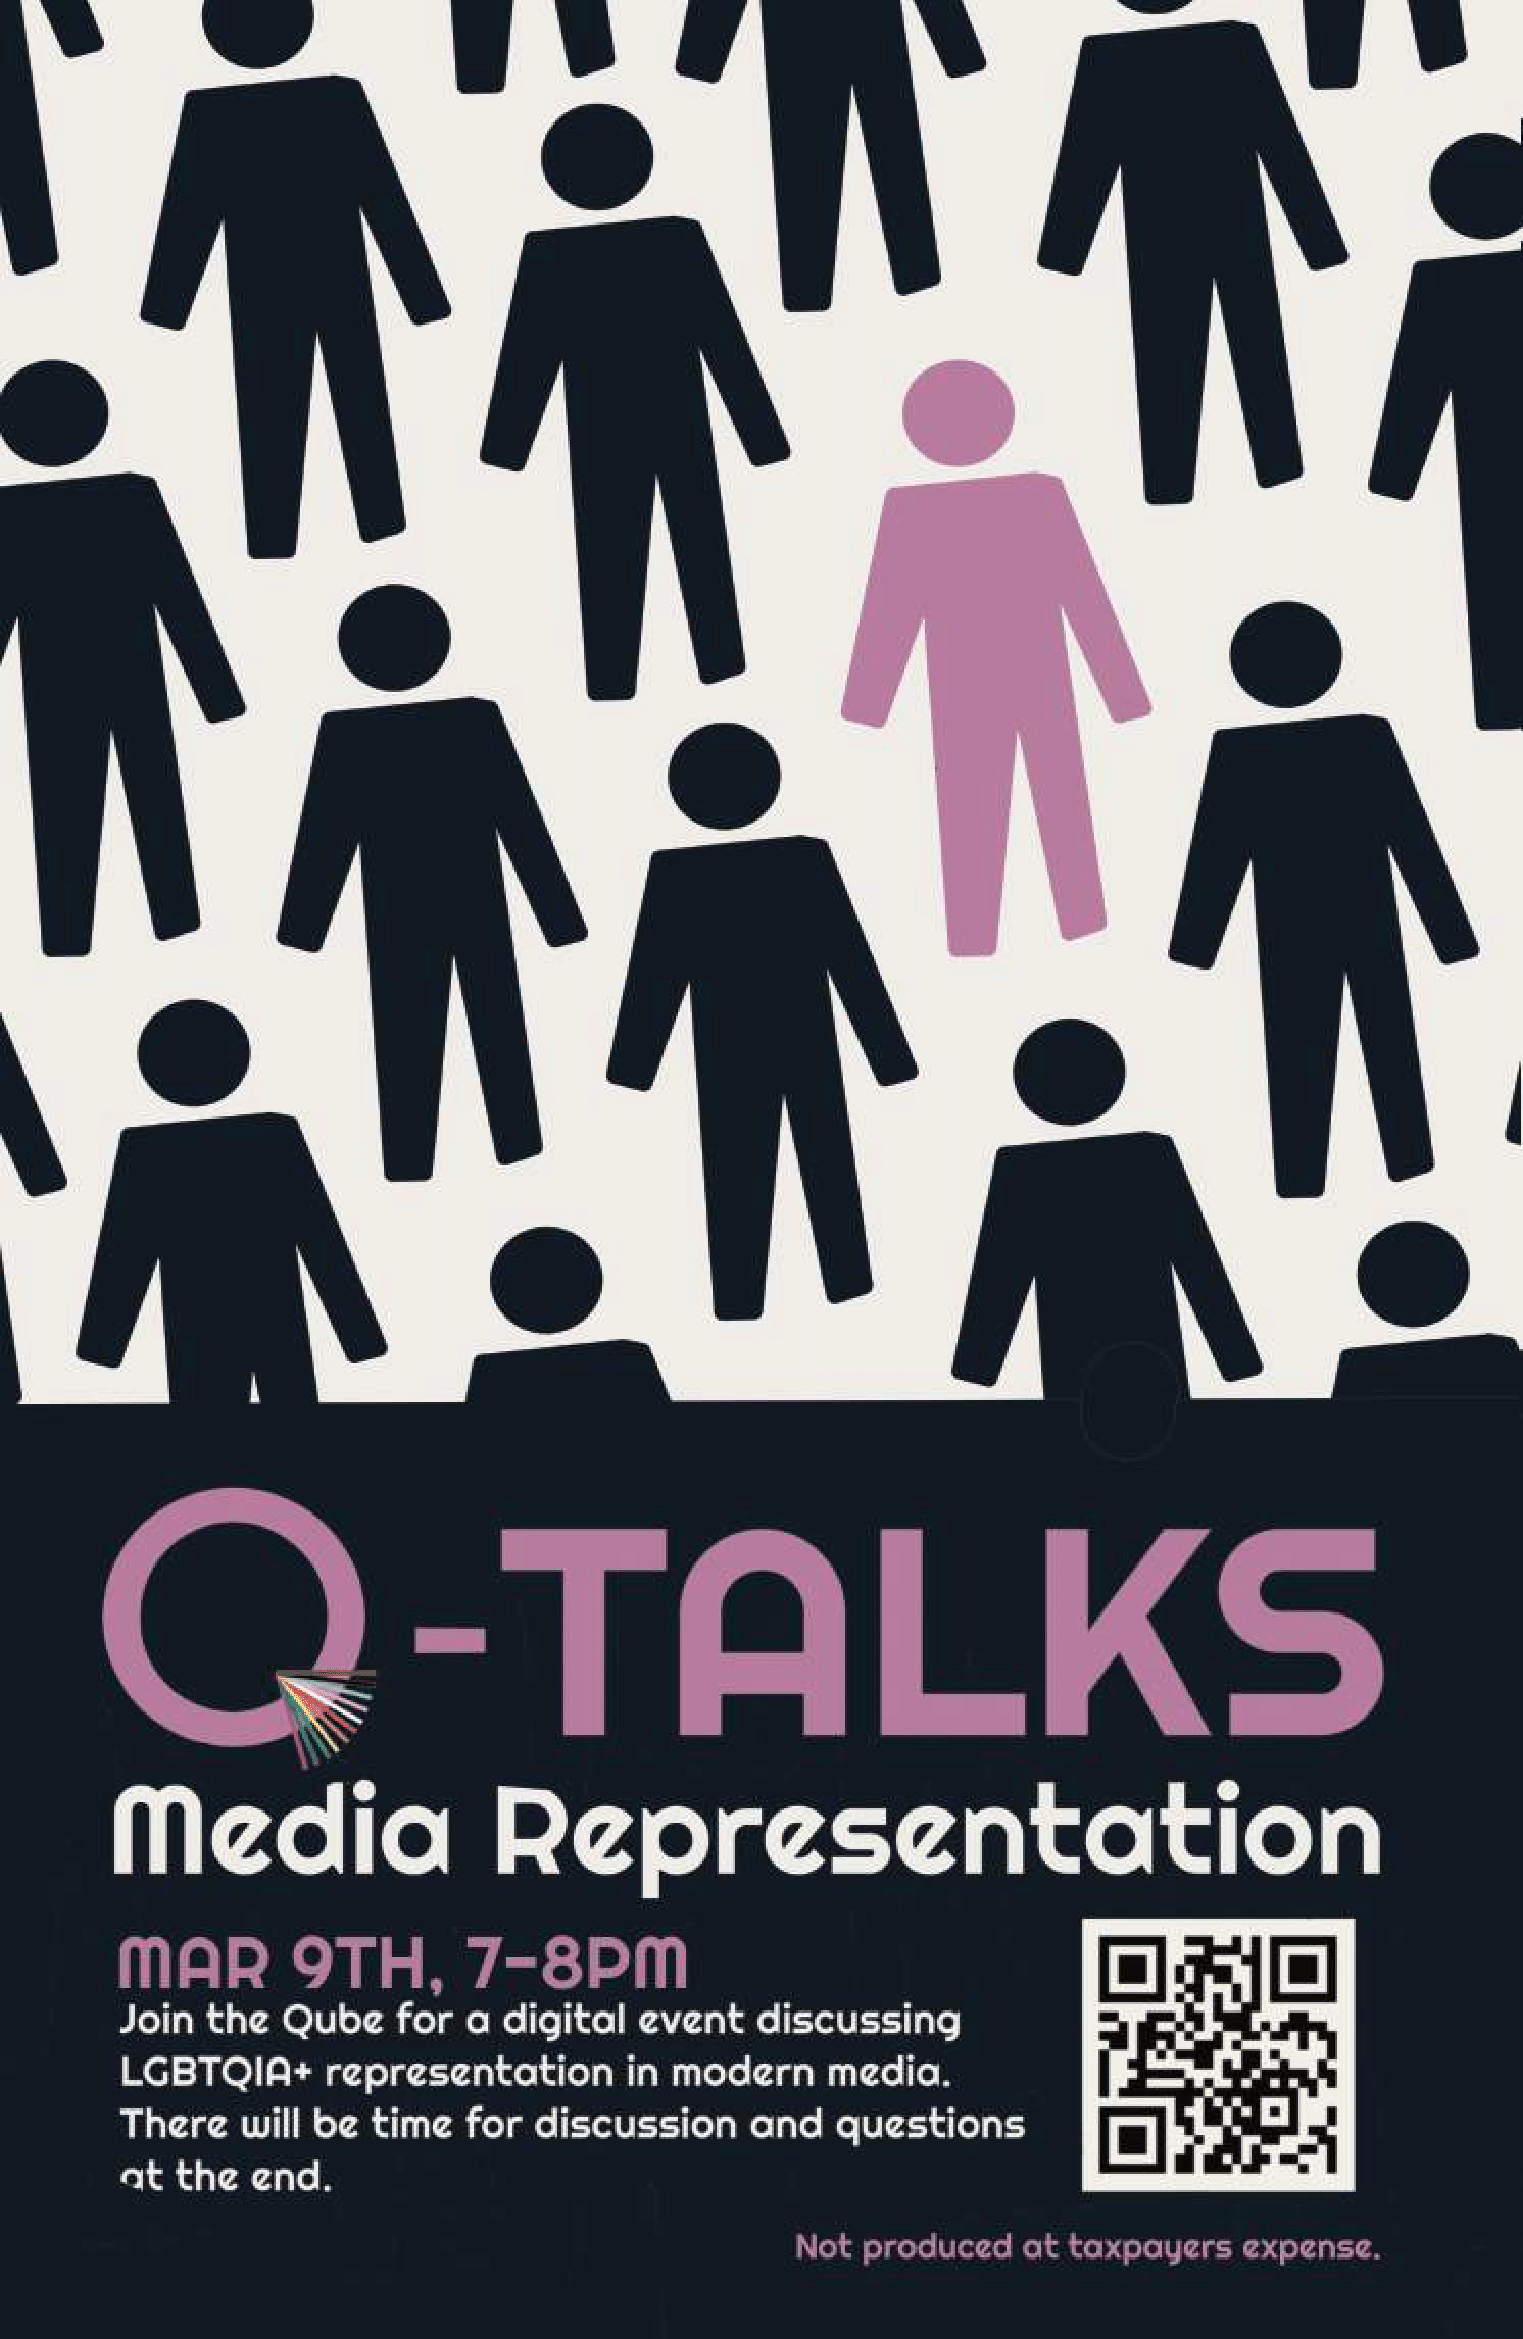 Q-TALKS
Media Representation
MAR 9TH, 7-8PM
Join the Qube for a digital event discussing
LGBTQIA+ representation in modern media.
There will be time for discussion and questions
at the end.
Not produced at taxpayers expense.